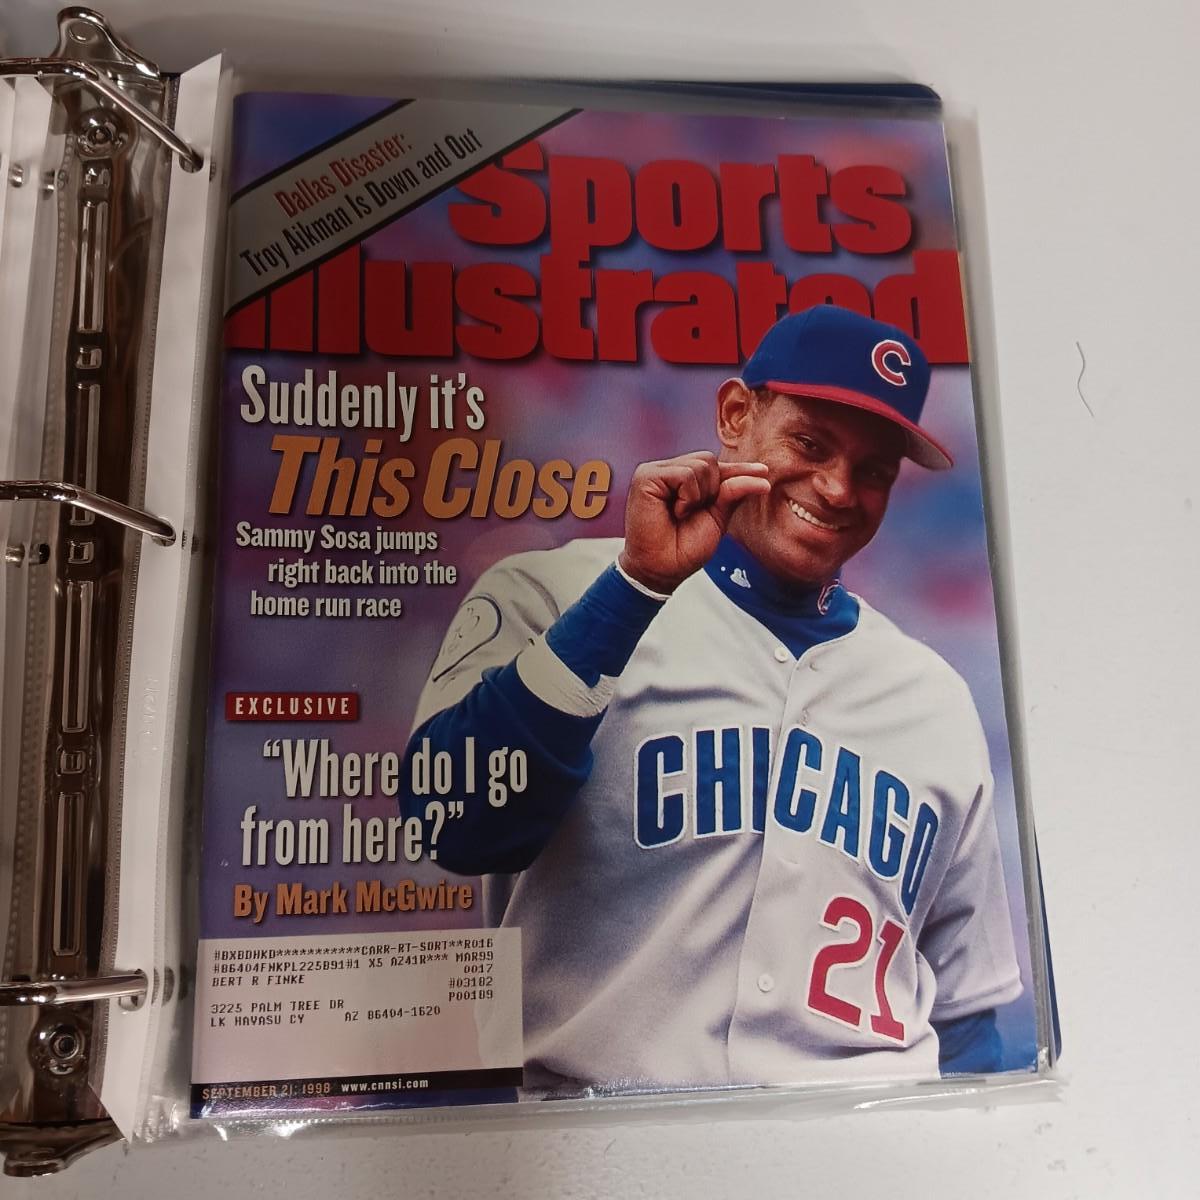 Dallas Disaster:
Troy Aikman Is Down and Out
Sports
Illustrated
Suddenly it's
This Close
Sammy Sosa jumps
right back into the
home run race
EXCLUSIVE
“Where do I go
from here?”
By Mark McGwire
C
CHICAGO
21
#BXBDHKD***********CARR-RT-SORT**R016
#86404FNKPL225B91#1 X5 AZ41R*** MAR99
BERT R FINKE 0017
#03182
3225 PALM TREE DR P00189
LK HAVASU CY AZ 86404-1620
SEPTEMBER 21, 1998 www.cnnsi.com